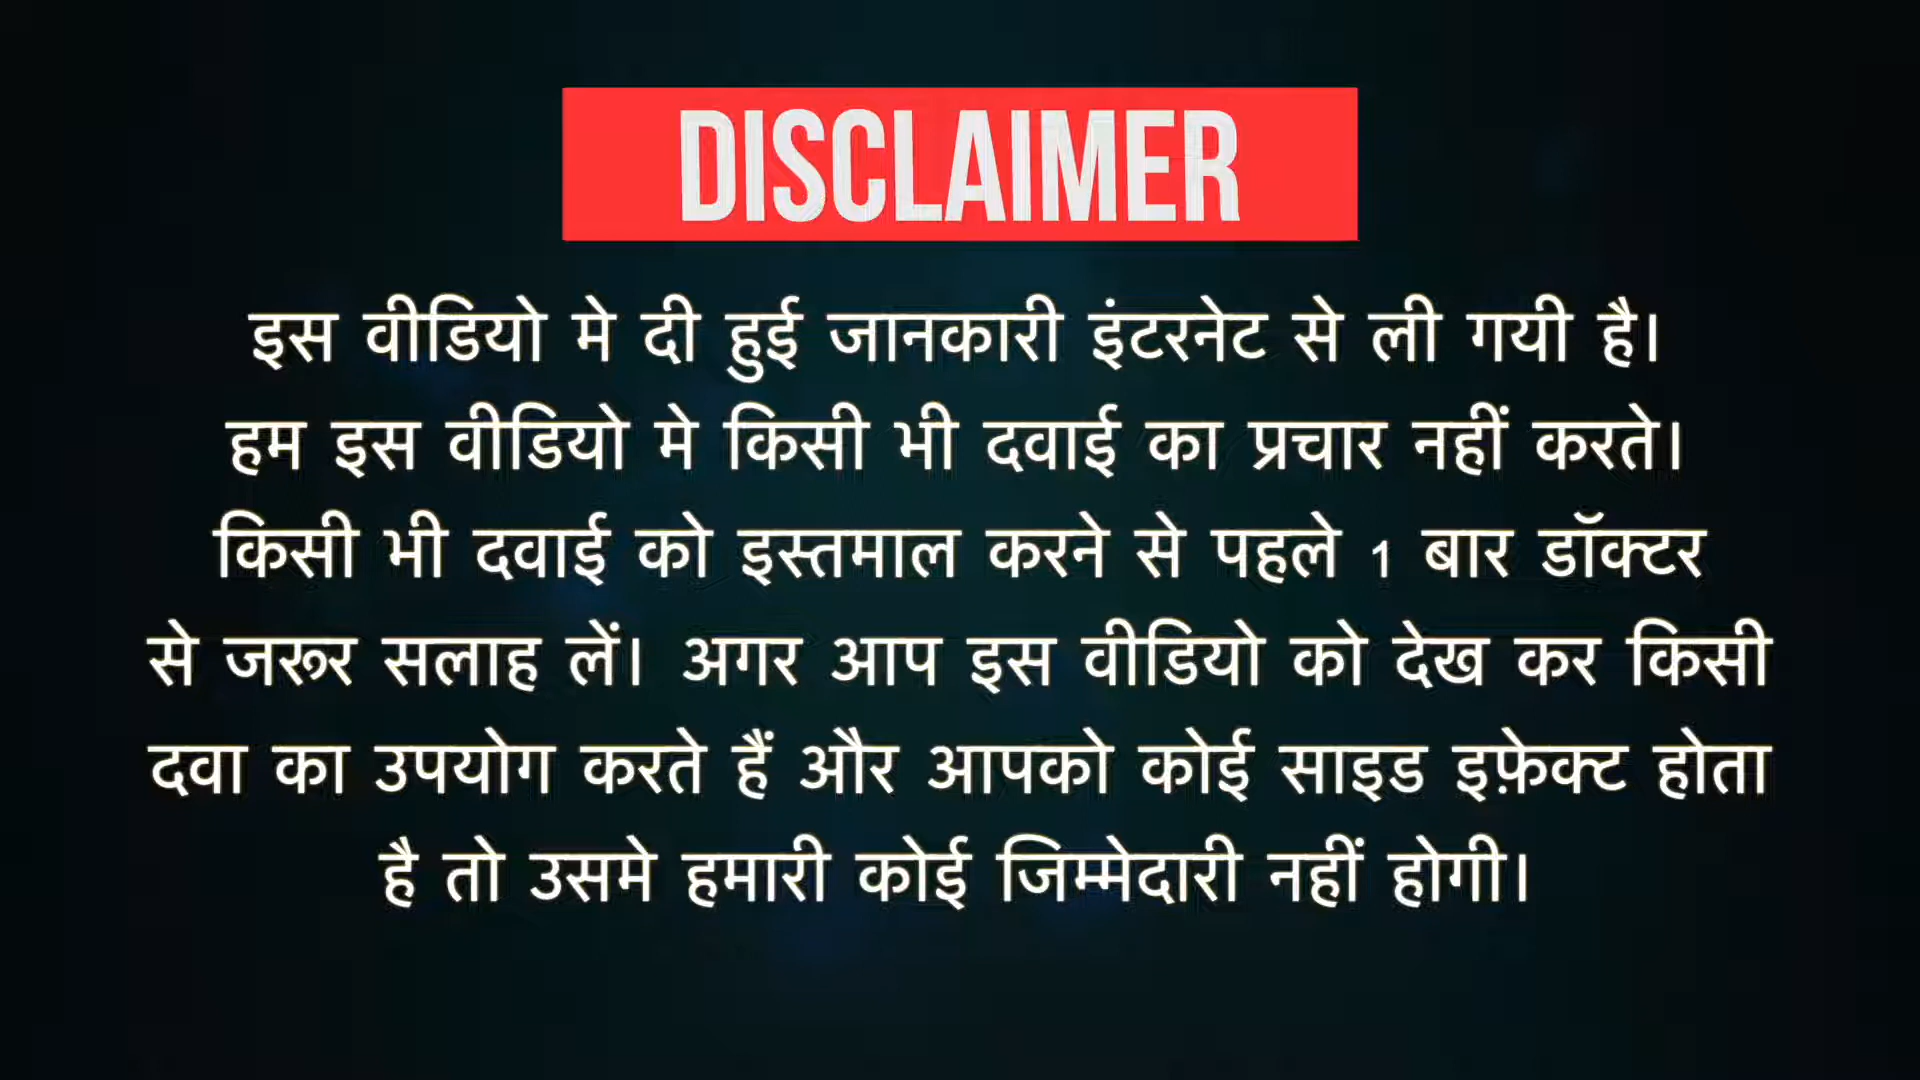 DISCLAIMER
इस वीडियो मे दी हुई जानकारी इंटरनेट से ली गयी है।
हम इस वीडियो मे किसी भी दवाई का प्रचार नहीं करते।
किसी भी दवाई को इस्तमाल करने से पहले 1 बार डॉक्टर
से जरूर सलाह लें। अगर आप इस वीडियो को देख कर किसी
दवा का उपयोग करते हैं और आपको कोई साइड इफ़ेक्ट होता
है तो उसमे हमारी कोई जिम्मेदारी नहीं होगी।